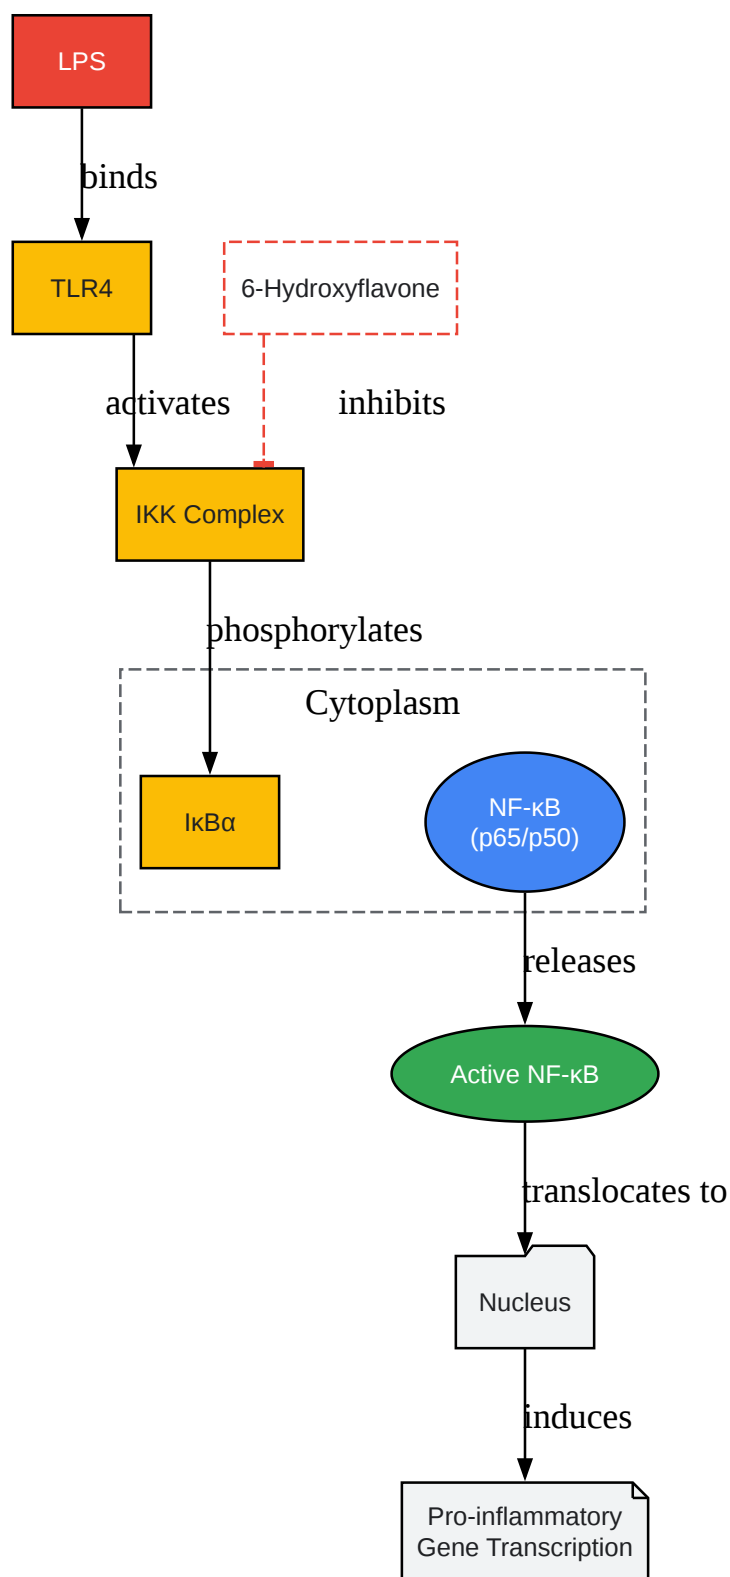 LPS
binds
TLR4
6-Hydroxyflavone
activates
inhibits
IKK Complex
phosphorylates
Cytoplasm
IκBα
NF-κB
(p65/p50)
releases
Active NF-κB
translocates to
Nucleus
induces
Pro-inflammatory
Gene Transcription